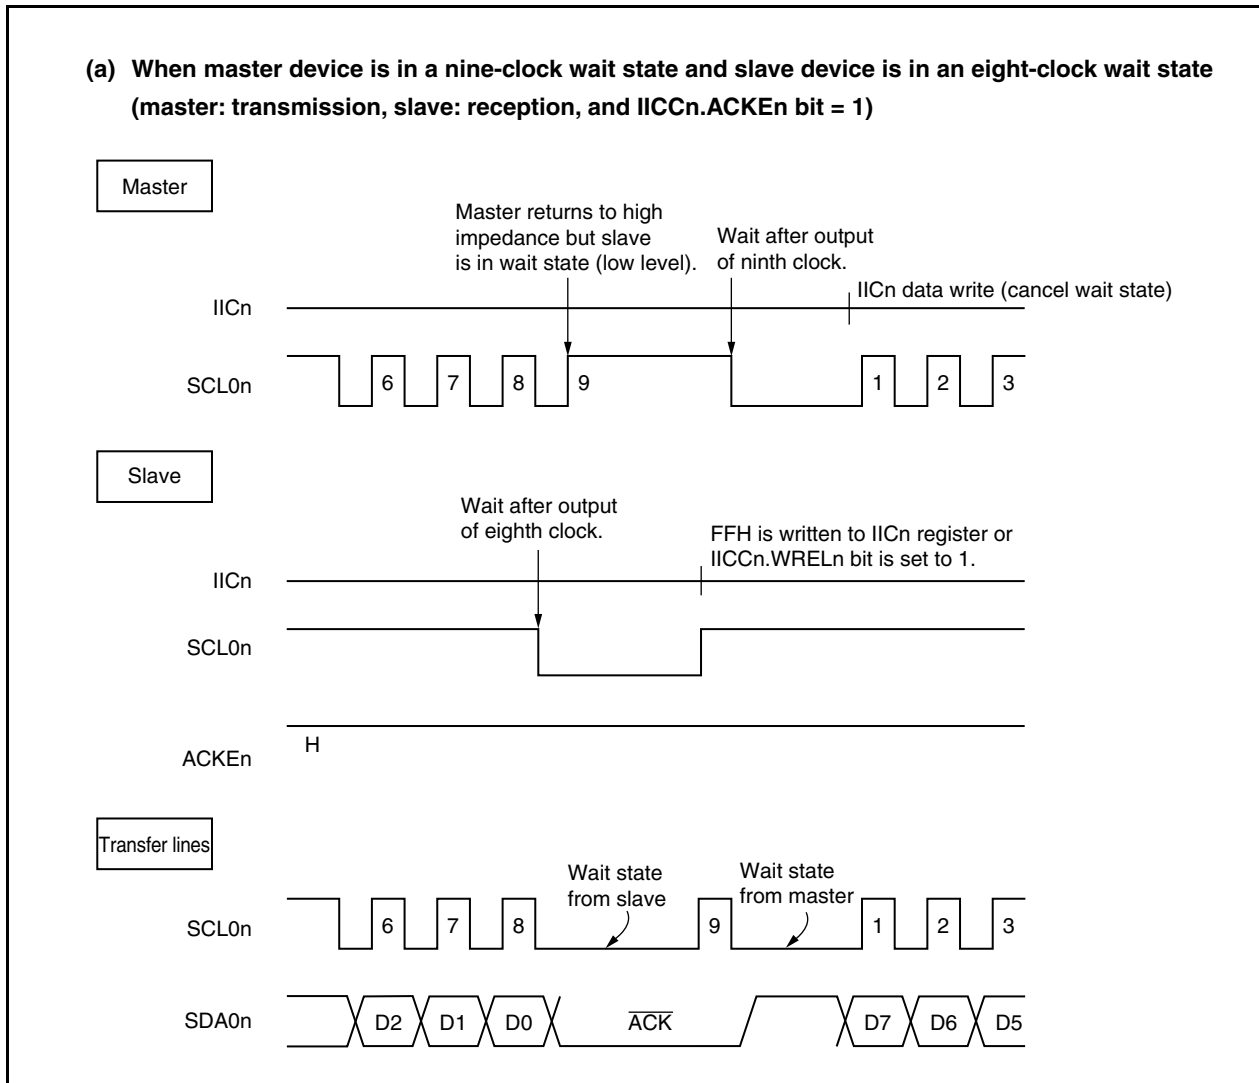 (a) When master device is in a nine-clock wait state and slave device is in an eight-clock wait state
(master: transmission, slave: reception, and IICCn.ACKEn bit = 1)
Master
Master returns to high
impedance but slave
is in wait state (low level).
Wait after output
of ninth clock.
IICn data write (cancel wait state)
IICn
SCL0n
6 7 8 9 1 2 3
Slave
Wait after output
of eighth clock.
FFH is written to IICn register or
IICCn.WRELn bit is set to 1.
IICn
SCL0n
H
ACKEn
Transfer lines
Wait state
from slave
Wait state
from master
SCL0n
6 7 8 9 1 2 3
SDA0n
D2 D1 D0 ACK D7 D6 D5